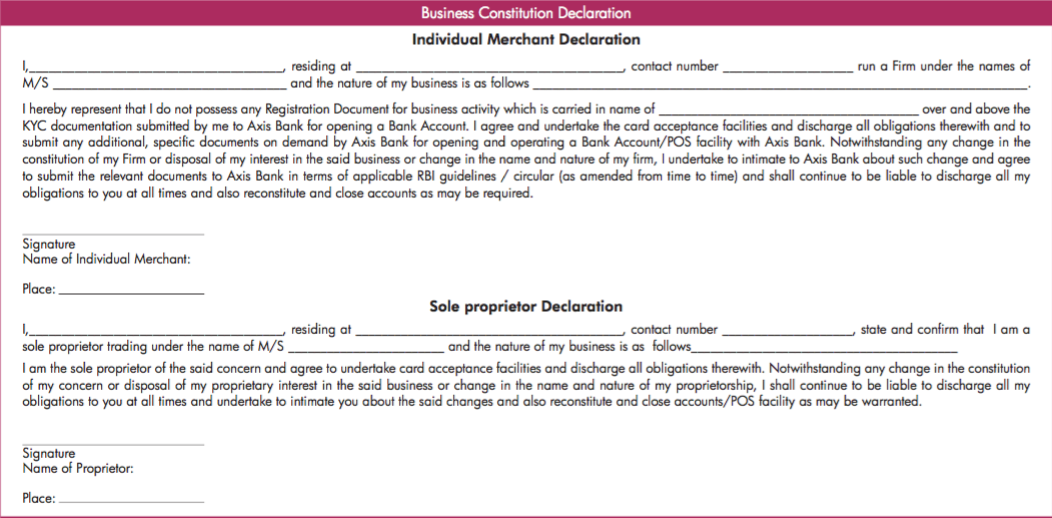 Business Constitution Declaration
Individual Merchant Declaration
I,______________________________, residing at ______________________________, contact number _______________ run a Firm under the names of
M/S ___________________________ and the nature of my business is as follows _________________________________________________________.
I hereby represent that I do not possess any Registration Document for business activity which is carried in name of ______________________________ over and above the
KYC documentation submitted by me to Axis Bank for opening a Bank Account. I agree and undertake the card acceptance facilities and discharge all obligations therewith and to
submit any additional, specific documents on demand by Axis Bank for opening and operating a Bank Account/POS facility with Axis Bank. Notwithstanding any change in the
constitution of my Firm or disposal of my interest in the said business or change in the name and nature of my firm, I undertake to intimate to Axis Bank about such change and agree
to submit the relevant documents to Axis Bank in terms of applicable RBI guidelines / circular (as amended from time to time) and shall continue to be liable to discharge all my
obligations to you at all times and also reconstitute and close accounts as may be required.
Signature
Name of Individual Merchant:
Place: _________________
Sole proprietor Declaration
I,______________________________, residing at ______________________________, contact number _______________, state and confirm that I am a
sole proprietor trading under the name of M/S __________________ and the nature of my business is as follows_______________________________
I am the sole proprietor of the said concern and agree to undertake card acceptance facilities and discharge all obligations therewith. Notwithstanding any change in the constitution
of my concern or disposal of my proprietary interest in the said business or change in the name and nature of my proprietorship, I shall continue to be liable to discharge all my
obligations to you at all times and undertake to intimate you about the said changes and also reconstitute and close accounts/POS facility as may be warranted.
Signature
Name of Proprietor:
Place: _________________